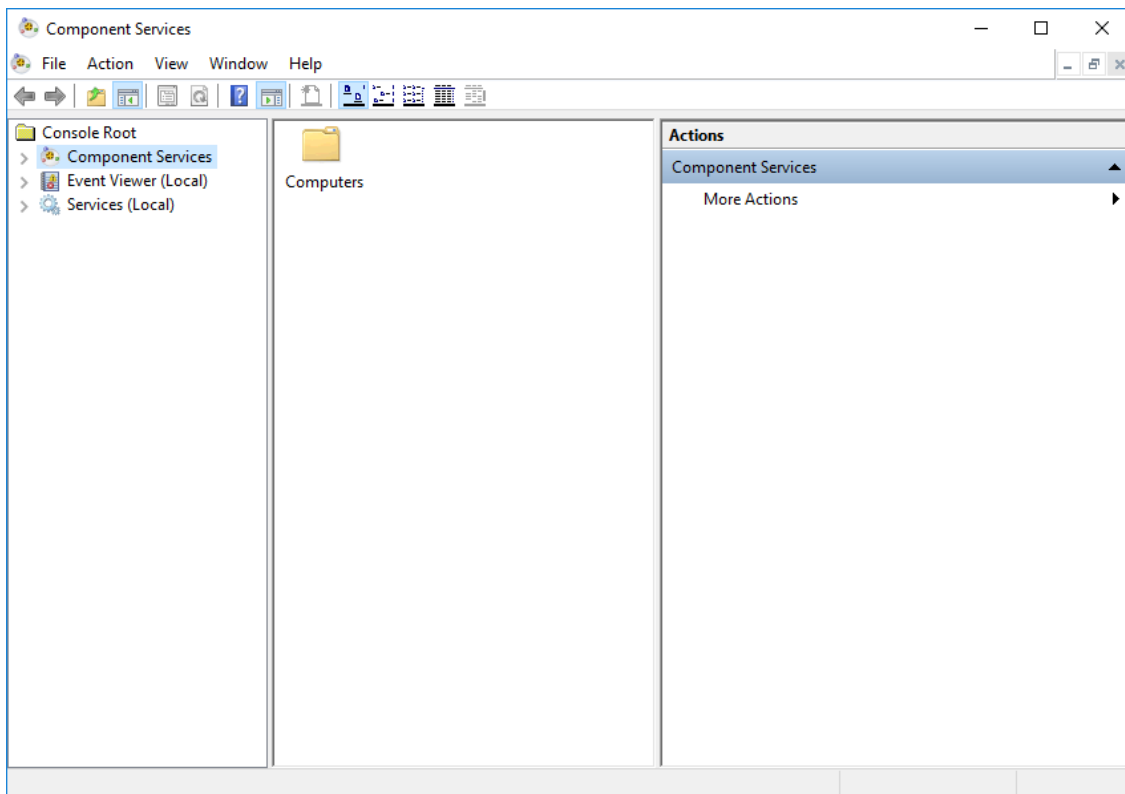 Component Services
File Action View Window Help
Console Root
Component Services
Event Viewer (Local)
Services (Local)
Computers
Actions
Component Services
More Actions